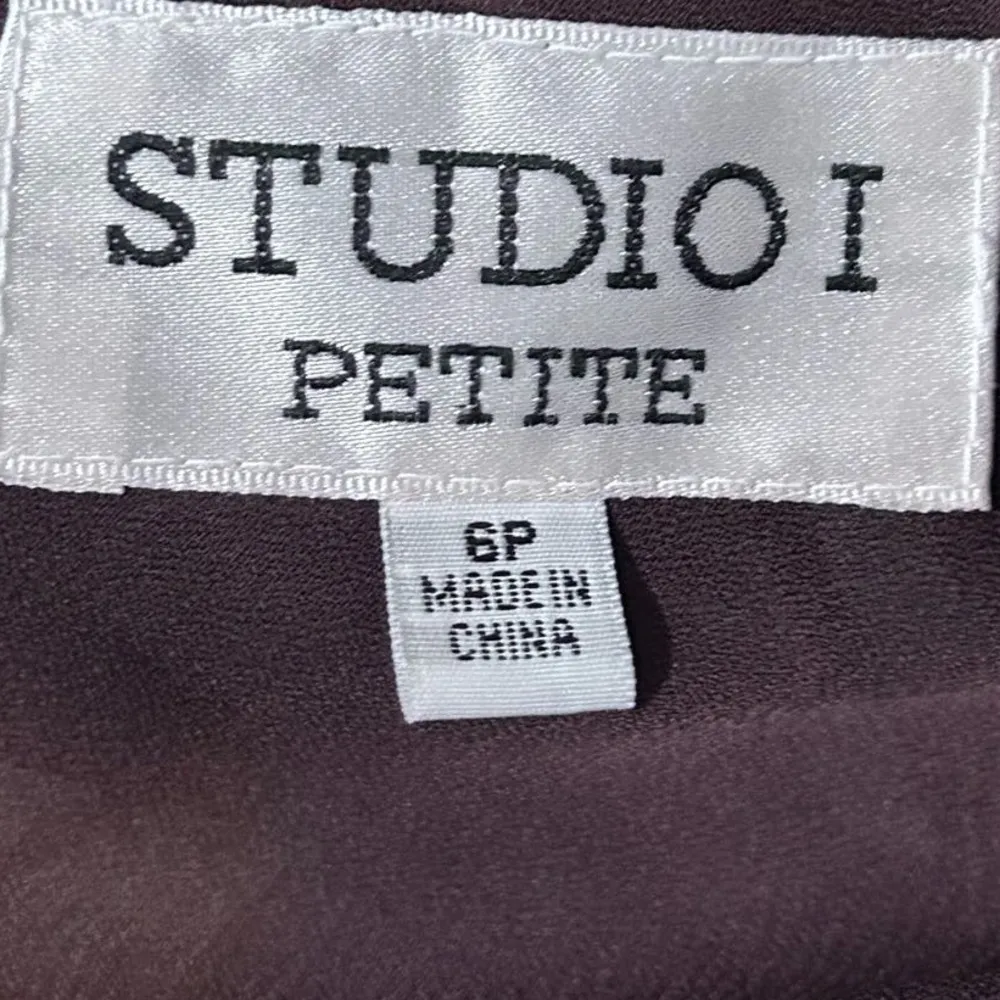 STUDIO I
PETITE
6P
MADE IN
CHINA